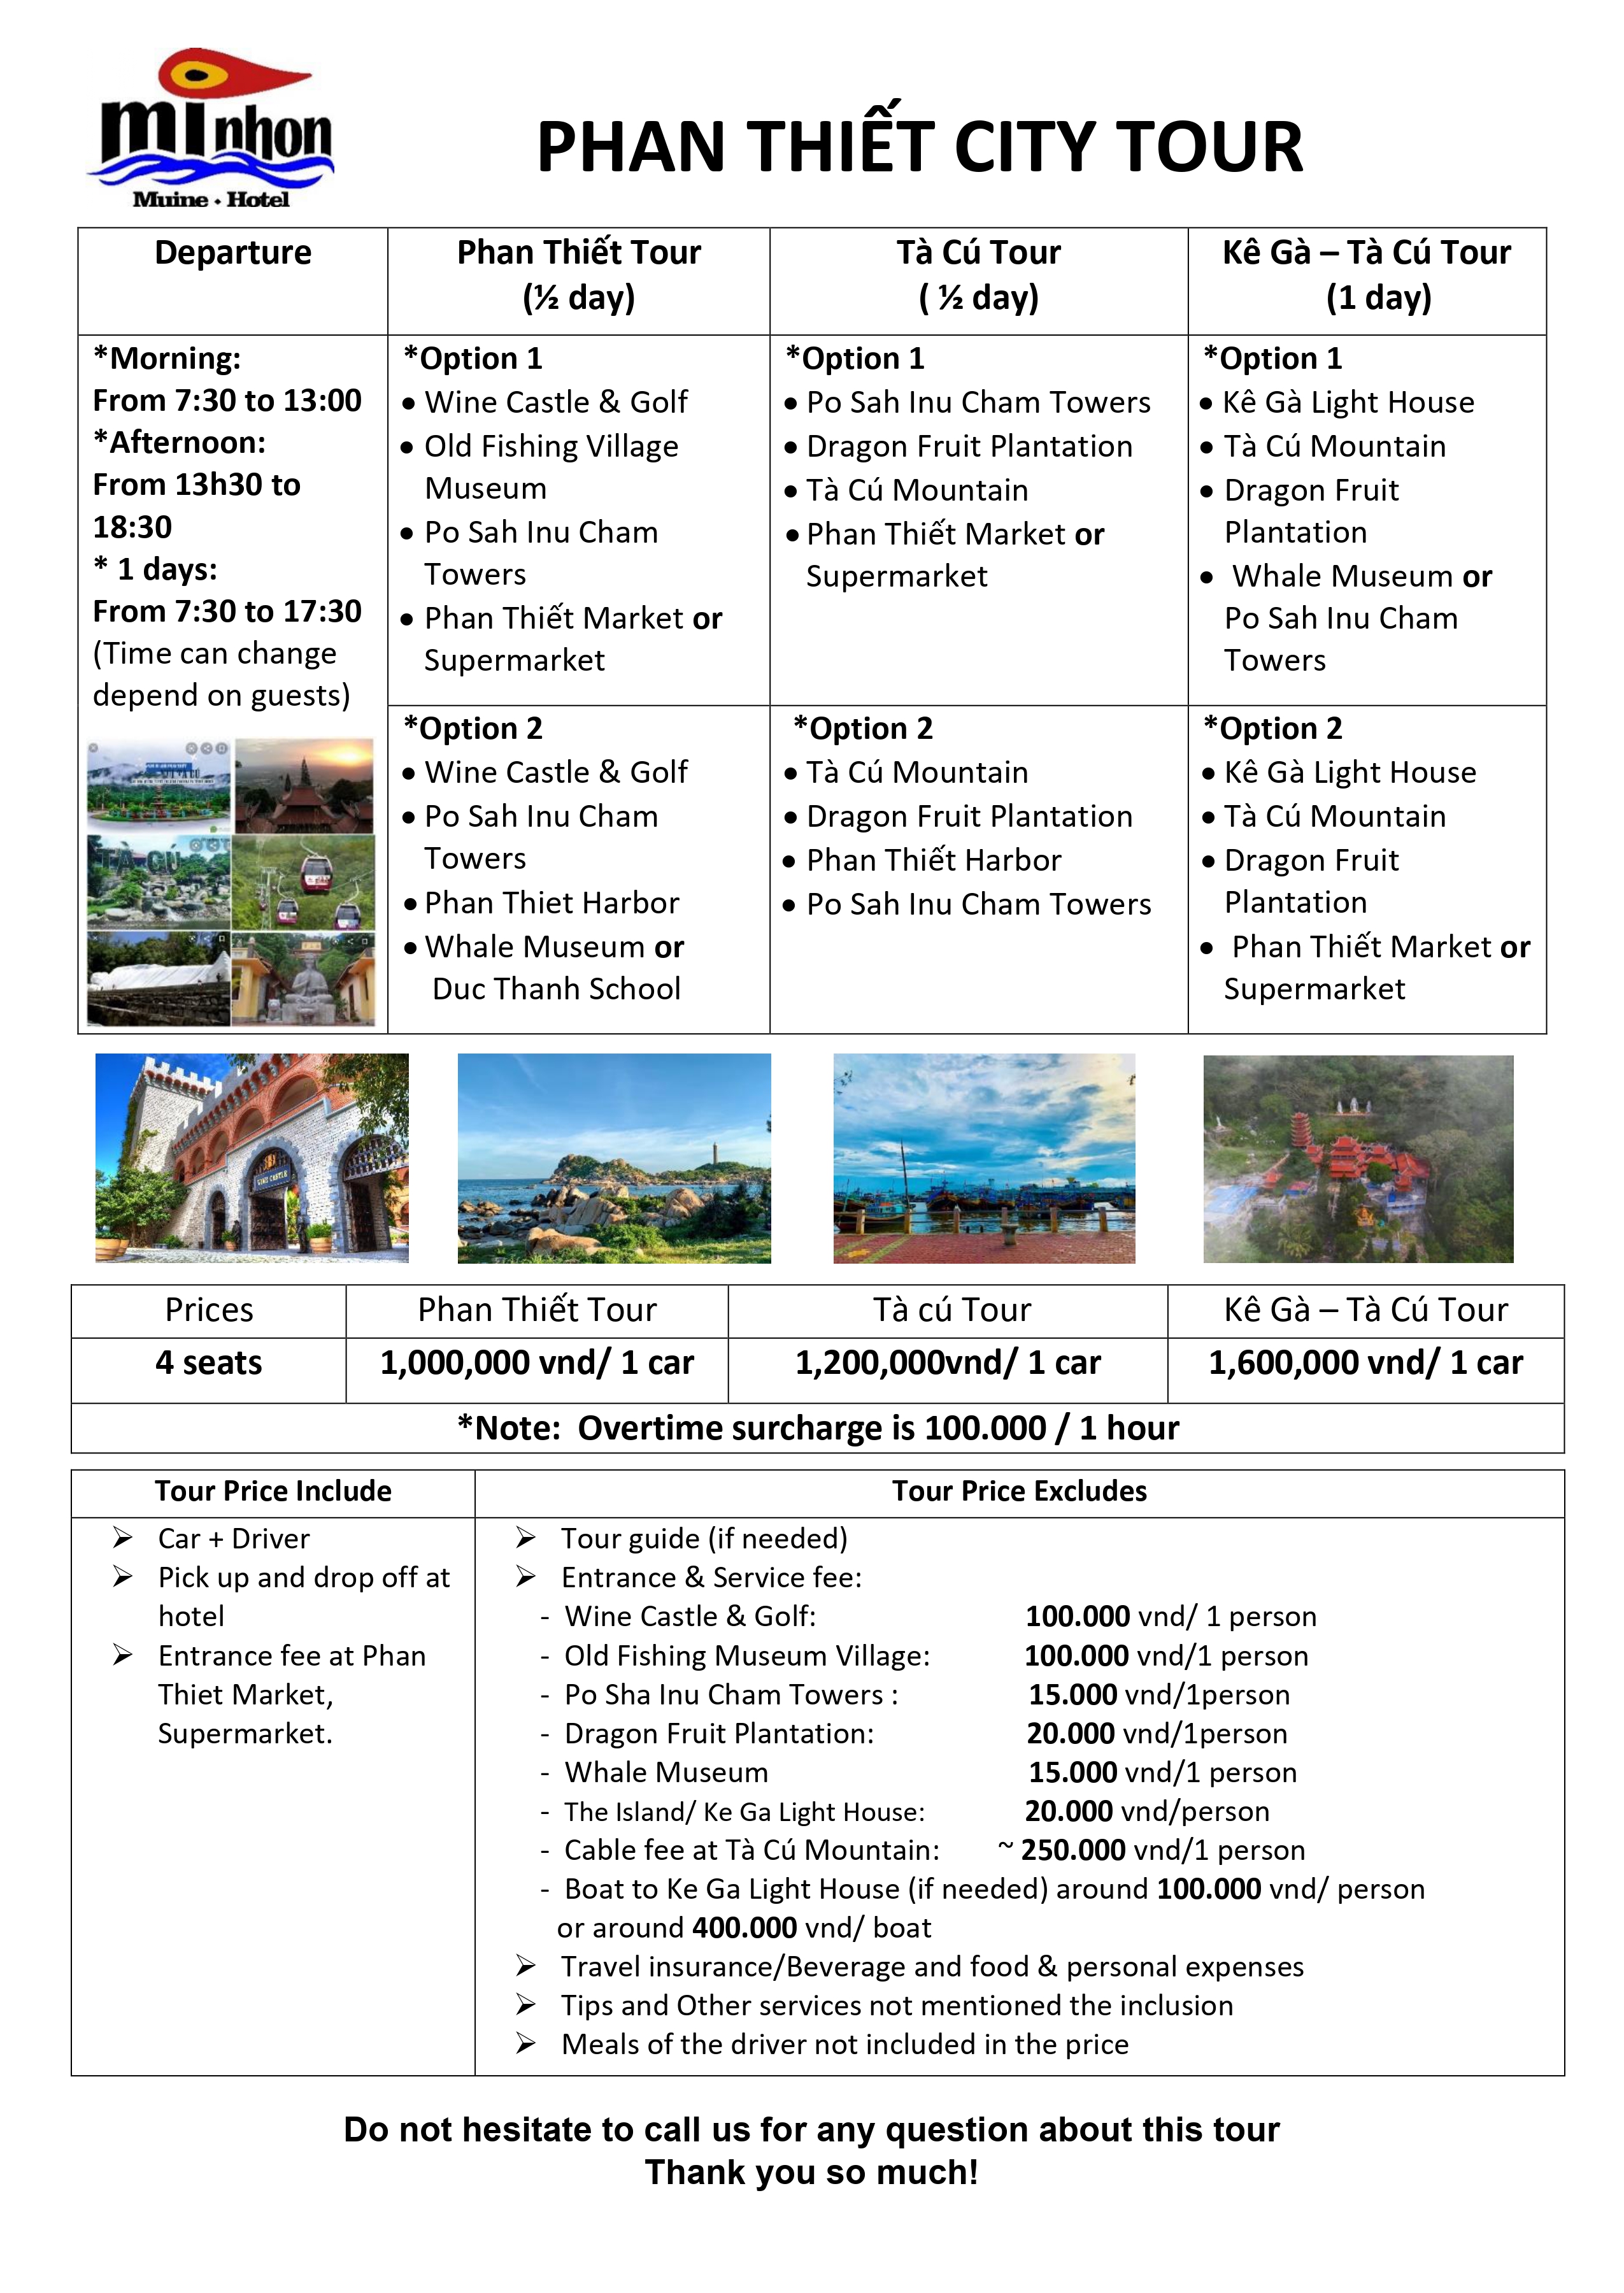 minhon
Muine • Hotel
PHAN THIẾT CITY TOUR
Departure
Phan Thiết Tour
(½ day)
Tà Cú Tour
( ½ day)
Kê Gà – Tà Cú Tour
(1 day)
*Morning:
From 7:30 to 13:00
*Afternoon:
From 13h30 to
18:30
* 1 days:
From 7:30 to 17:30
(Time can change
depend on guests)
*Option 1
• Wine Castle & Golf
• Old Fishing Village
Museum
• Po Sah Inu Cham
Towers
• Phan Thiết Market or
Supermarket
*Option 1
• Po Sah Inu Cham Towers
• Dragon Fruit Plantation
• Tà Cú Mountain
• Phan Thiết Market or
Supermarket
*Option 1
• Kê Gà Light House
• Tà Cú Mountain
• Dragon Fruit
Plantation
• Whale Museum or
Po Sah Inu Cham
Towers
*Option 2
• Wine Castle & Golf
• Po Sah Inu Cham
Towers
• Phan Thiet Harbor
• Whale Museum or
Duc Thanh School
*Option 2
• Tà Cú Mountain
• Dragon Fruit Plantation
• Phan Thiết Harbor
• Po Sah Inu Cham Towers
*Option 2
• Kê Gà Light House
• Tà Cú Mountain
• Dragon Fruit
Plantation
• Phan Thiết Market or
Supermarket
TÀ CÚ
WINE CASTLE
Prices
Phan Thiết Tour
Tà cú Tour
Kê Gà – Tà Cú Tour
4 seats
1,000,000 vnd/ 1 car
1,200,000vnd/ 1 car
1,600,000 vnd/ 1 car
*Note: Overtime surcharge is 100.000 / 1 hour
Tour Price Include
Tour Price Excludes
➢ Car + Driver
➢ Pick up and drop off at
hotel
➢ Entrance fee at Phan
Thiet Market,
Supermarket.
➢ Tour guide (if needed)
➢ Entrance & Service fee:
- Wine Castle & Golf: 100.000 vnd/ 1 person
- Old Fishing Museum Village: 100.000 vnd/1 person
- Po Sha Inu Cham Towers : 15.000 vnd/1person
- Dragon Fruit Plantation: 20.000 vnd/1person
- Whale Museum 15.000 vnd/1 person
- The Island/ Ke Ga Light House: 20.000 vnd/person
- Cable fee at Tà Cú Mountain: ~ 250.000 vnd/1 person
- Boat to Ke Ga Light House (if needed) around 100.000 vnd/ person
or around 400.000 vnd/ boat
➢ Travel insurance/Beverage and food & personal expenses
➢ Tips and Other services not mentioned the inclusion
➢ Meals of the driver not included in the price
Do not hesitate to call us for any question about this tour
Thank you so much!